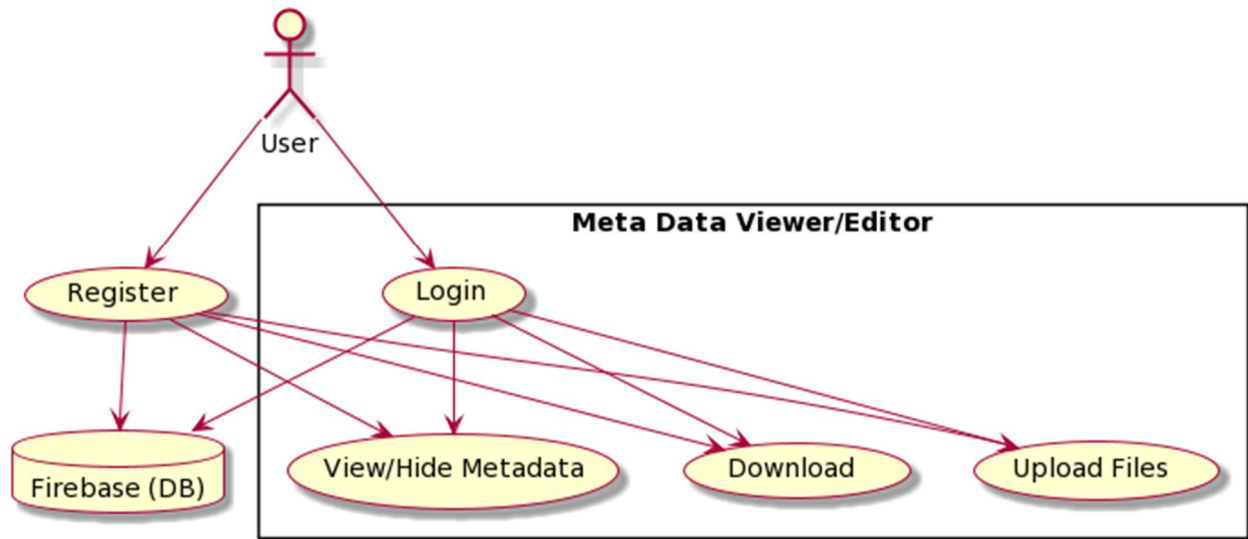 User
Meta Data Viewer/Editor
Register
Login
Firebase (DB)
View/Hide Metadata
Download
Upload Files